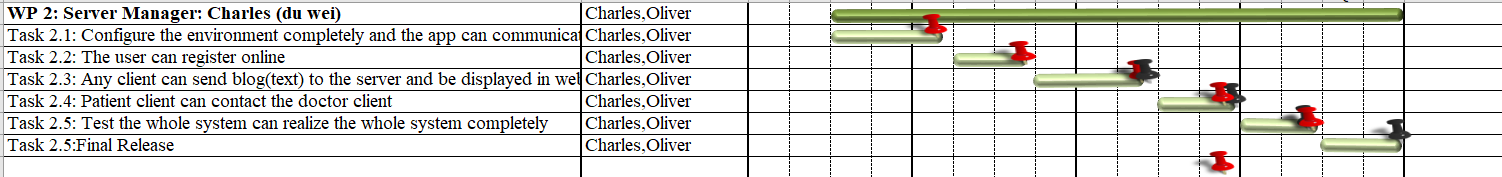 WP 2: Server Manager: Charles (du wei) Charles,Oliver
Task 2.1: Configure the environment completely and the app can communicat Charles,Oliver
Task 2.2: The user can register online Charles,Oliver
Task 2.3: Any client can send blog(text) to the server and be displayed in web Charles,Oliver
Task 2.4: Patient client can contact the doctor client Charles,Oliver
Task 2.5: Test the whole system can realize the whole system completely Charles,Oliver
Task 2.5:Final Release Charles,Oliver